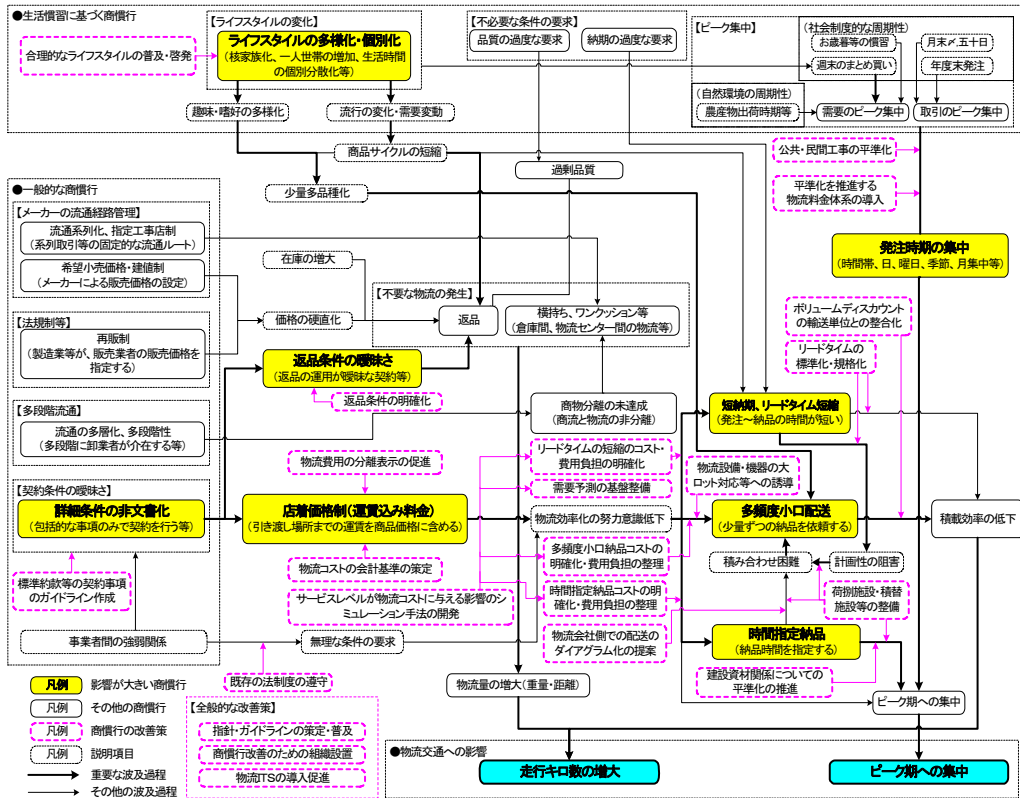 ●生活慣習に基づく商慣行
【ライフスタイルの変化】
ライフスタイルの多様化・個別化
(核家族化、一人世帯の増加、生活時間
の個別分散化等)
合理的なライフスタイルの普及・啓発
趣味・嗜好の多様化
流行の変化・需要変動
【不必要な条件の要求】
品質の過度な要求
納期の過度な要求
【ピーク集中】
(社会制度的な周期性)
お歳暮等の慣習
月末〆,五十日
週末のまとめ買い
年度末発注
(自然環境の周期性)
農産物出荷時期等
需要のピーク集中
取引のピーク集中
商品サイクルの短縮
過剰品質
少量多品種化
公共・民間工事の平準化
平準化を推進する
物流料金体系の導入
発注時期の集中
(時間帯、日、曜日、季節、月集中等)
●一般的な商慣行
【メーカーの流通経路管理】
流通系列化、指定工事店制
(系列取引等の固定的な流通ルート)
希望小売価格・建値制
(メーカーによる販売価格の設定)
【法規制等】
再販制
(製造業等が、販売業者の販売価格を
指定する)
【多段階流通】
流通の多層化、多段階性
(多段階に卸業者が介在する等)
【契約条件の曖昧さ】
詳細条件の非文書化
(包括的な事項のみで契約を行う等)
標準約款等の契約事項
のガイドライン作成
事業者間の強弱関係
在庫の増大
価格の硬直化
【不要な物流の発生】
返品
横持ち、ワンクッション等
(倉庫間、物流センター間の物流等)
返品条件の曖昧さ
(返品の運用が曖昧な契約等)
返品条件の明確化
商物分離の未達成
(商流と物流の非分離)
ボリュームディスカウント
の輸送単位との整合化
リードタイムの
標準化・規格化
短納期、リードタイム短縮
(発注~納品の時間が短い)
物流費用の分離表示の促進
リードタイムの短縮のコスト・
費用負担の明確化
需要予測の基盤整備
物流設備・機器の大
ロット対応等への誘導
店着価格制(運賃込み料金)
(引き渡し場所までの運賃を商品価格に含める)
物流効率化の努力意識低下
多頻度小口配送
(少量ずつの納品を依頼する)
積載効率の低下
物流コストの会計基準の策定
多頻度小口納品コストの
明確化・費用負担の整理
積み合わせ困難
計画性の阻害
サービスレベルが物流コストに与える影響のシ
ミュレーション手法の開発
時間指定納品コストの明
確化・費用負担の整理
荷捌施設・積替
施設等の整備
無理な条件の要求
物流会社側での配送の
ダイアグラム化の提案
時間指定納品
(納品時間を指定する)
既存の法制度の遵守
物流量の増大(重量・距離)
建設資材関係についての
平準化の推進
ピーク期への集中
凡例
影響が大きい商慣行
凡例
その他の商慣行
凡例
商慣行の改善策
凡例
説明項目
重要な波及過程
その他の波及過程
【全般的な改善策】
指針・ガイドラインの策定・普及
商慣行改善のための組織設置
物流ITSの導入促進
●物流交通への影響
走行キロ数の増大
ピーク期への集中